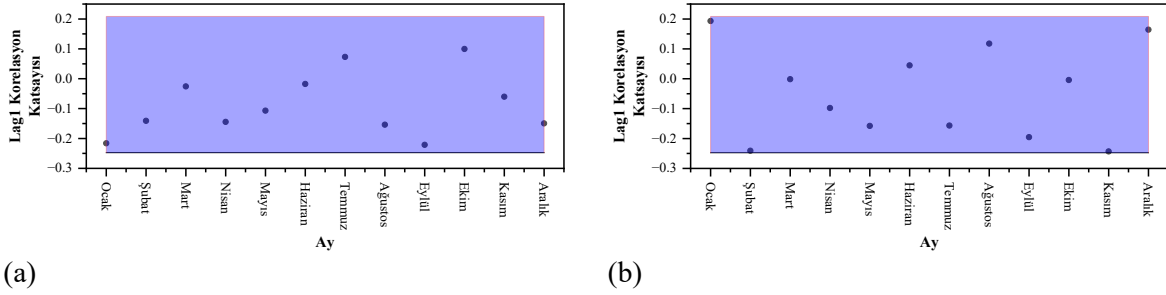 0.2
0.1
0.0
−0.1
−0.2
−0.3
Lag1 Korelasyon
Katsayısı
Ocak
Şubat
Mart
Nisan
Mayıs
Haziran
Temmuz
Ağustos
Eylül
Ekim
Kasım
Aralık
Ay
(a)
0.2
0.1
0.0
−0.1
−0.2
−0.3
Lag1 Korelasyon
Katsayısı
Ocak
Şubat
Mart
Nisan
Mayıs
Haziran
Temmuz
Ağustos
Eylül
Ekim
Kasım
Aralık
Ay
(b)